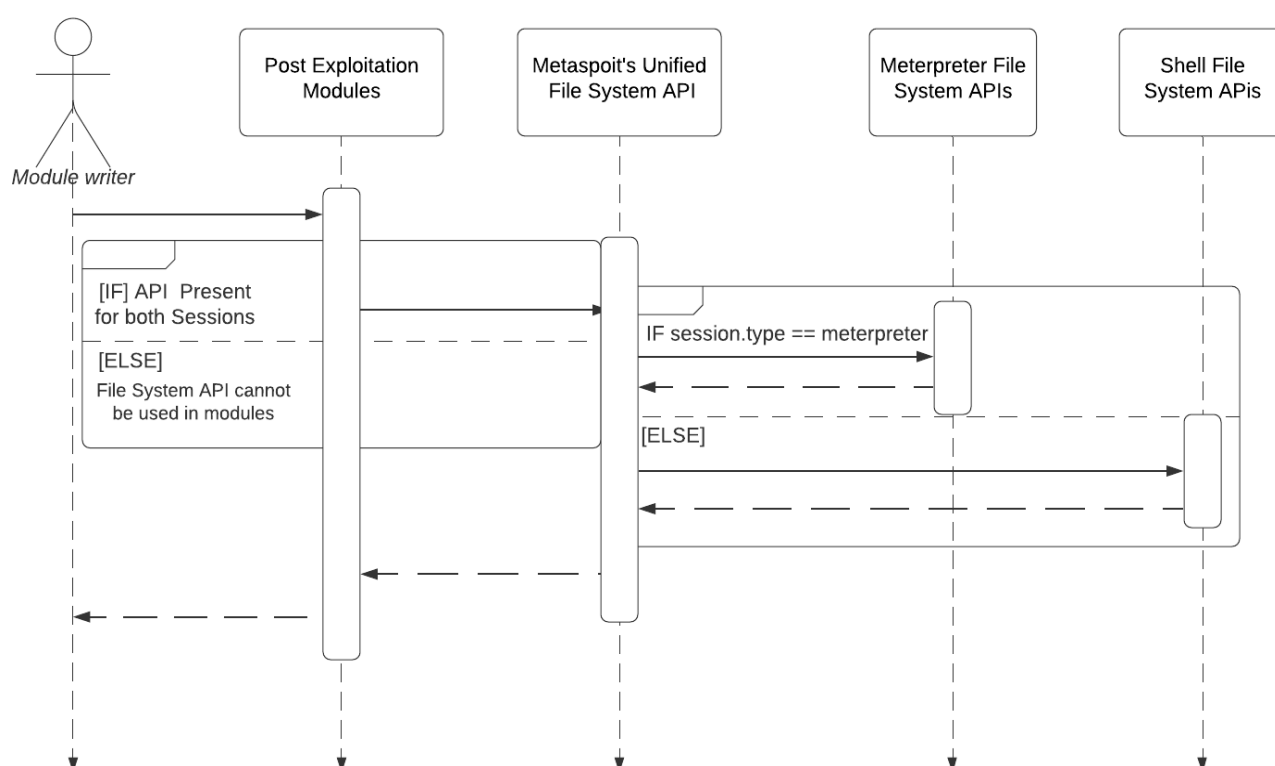 Post Exploitation
Modules
Metaspoit's Unified
File System API
Meterpreter File
System APIs
Shell File
System APis
Module writer
[IF] API Present
for both Sessions
[ELSE]
File System API cannot
be used in modules
IF session.type == meterpreter
[ELSE]